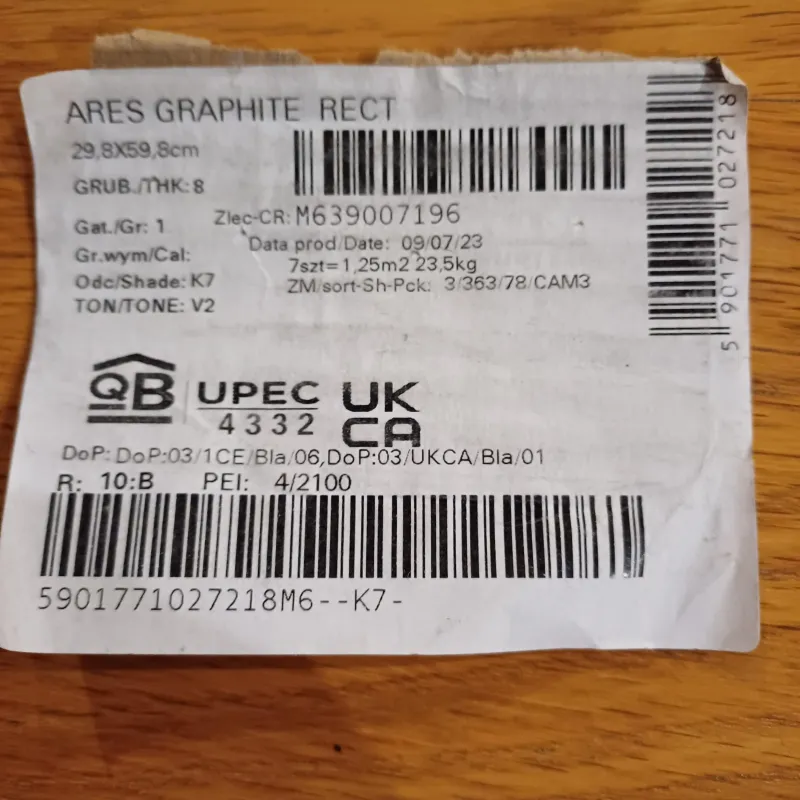 ARES GRAPHITE RECT
29,8X59,8cm
GRUB./THK: 8
Gat./Gr: 1
Zlec-CR: M639007196
Gr.wym/Cal:
Data prod/Date: 09/07/23
Odc/Shade: K7
7szt=1,25m2 23,5kg
TON/TONE: V2
ZM/sort-Sh-Pck: 3/363/78/CAM3
5 901771 027218
QB
UPEC
4332
UK
CA
DoP: DoP:03/1CE/Bla/06,DoP:03/UKCA/Bla/01
R: 10:B PEI: 4/2100
5901771027218M6--K7-